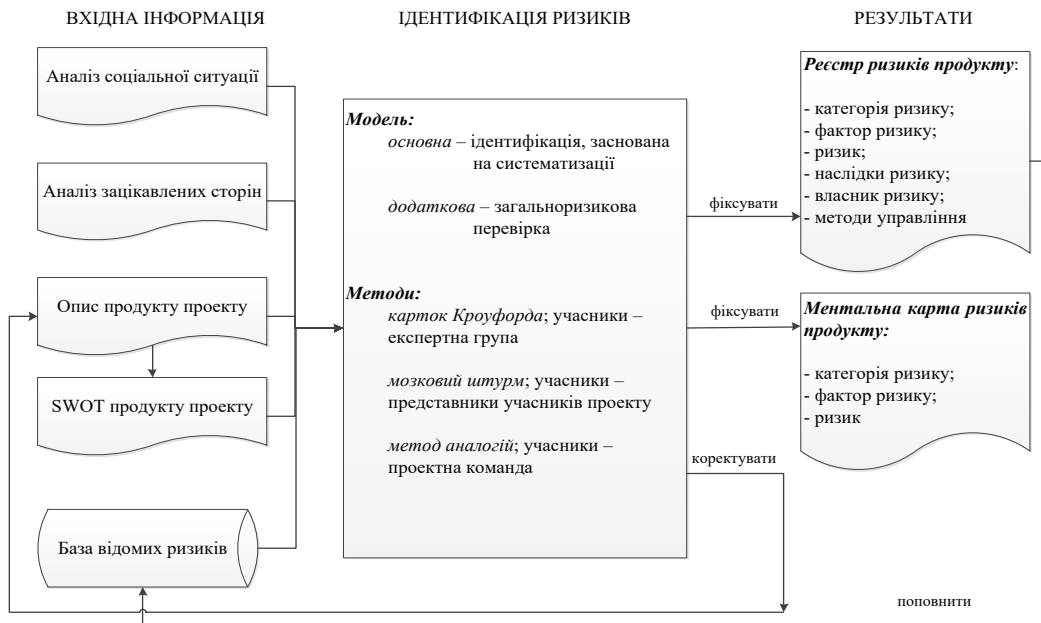 ВХІДНА ІНФОРМАЦІЯ
ІДЕНТИФІКАЦІЯ РИЗИКІВ
РЕЗУЛЬТАТИ
Аналіз соціальної ситуації
Аналіз зацікавлених сторін
Опис продукту проекту
SWOT продукту проекту
База відомих ризиків
Модель:
основна – ідентифікація, заснована
на систематизації
додаткова – загальноризикова
перевірка
Методи:
карток Кроуфорда; учасники –
експертна група
мозковий штурм; учасники –
представники учасників проекту
метод аналогій; учасники –
проектна команда
фіксувати
фіксувати
коректувати
Реєстр ризиків продукту:
- категорія ризику;
- фактор ризику;
- ризик;
- наслідки ризику;
- власник ризику;
- методи управління
Ментальна карта ризиків
продукту:
- категорія ризику;
- фактор ризику;
- ризик
поповнити